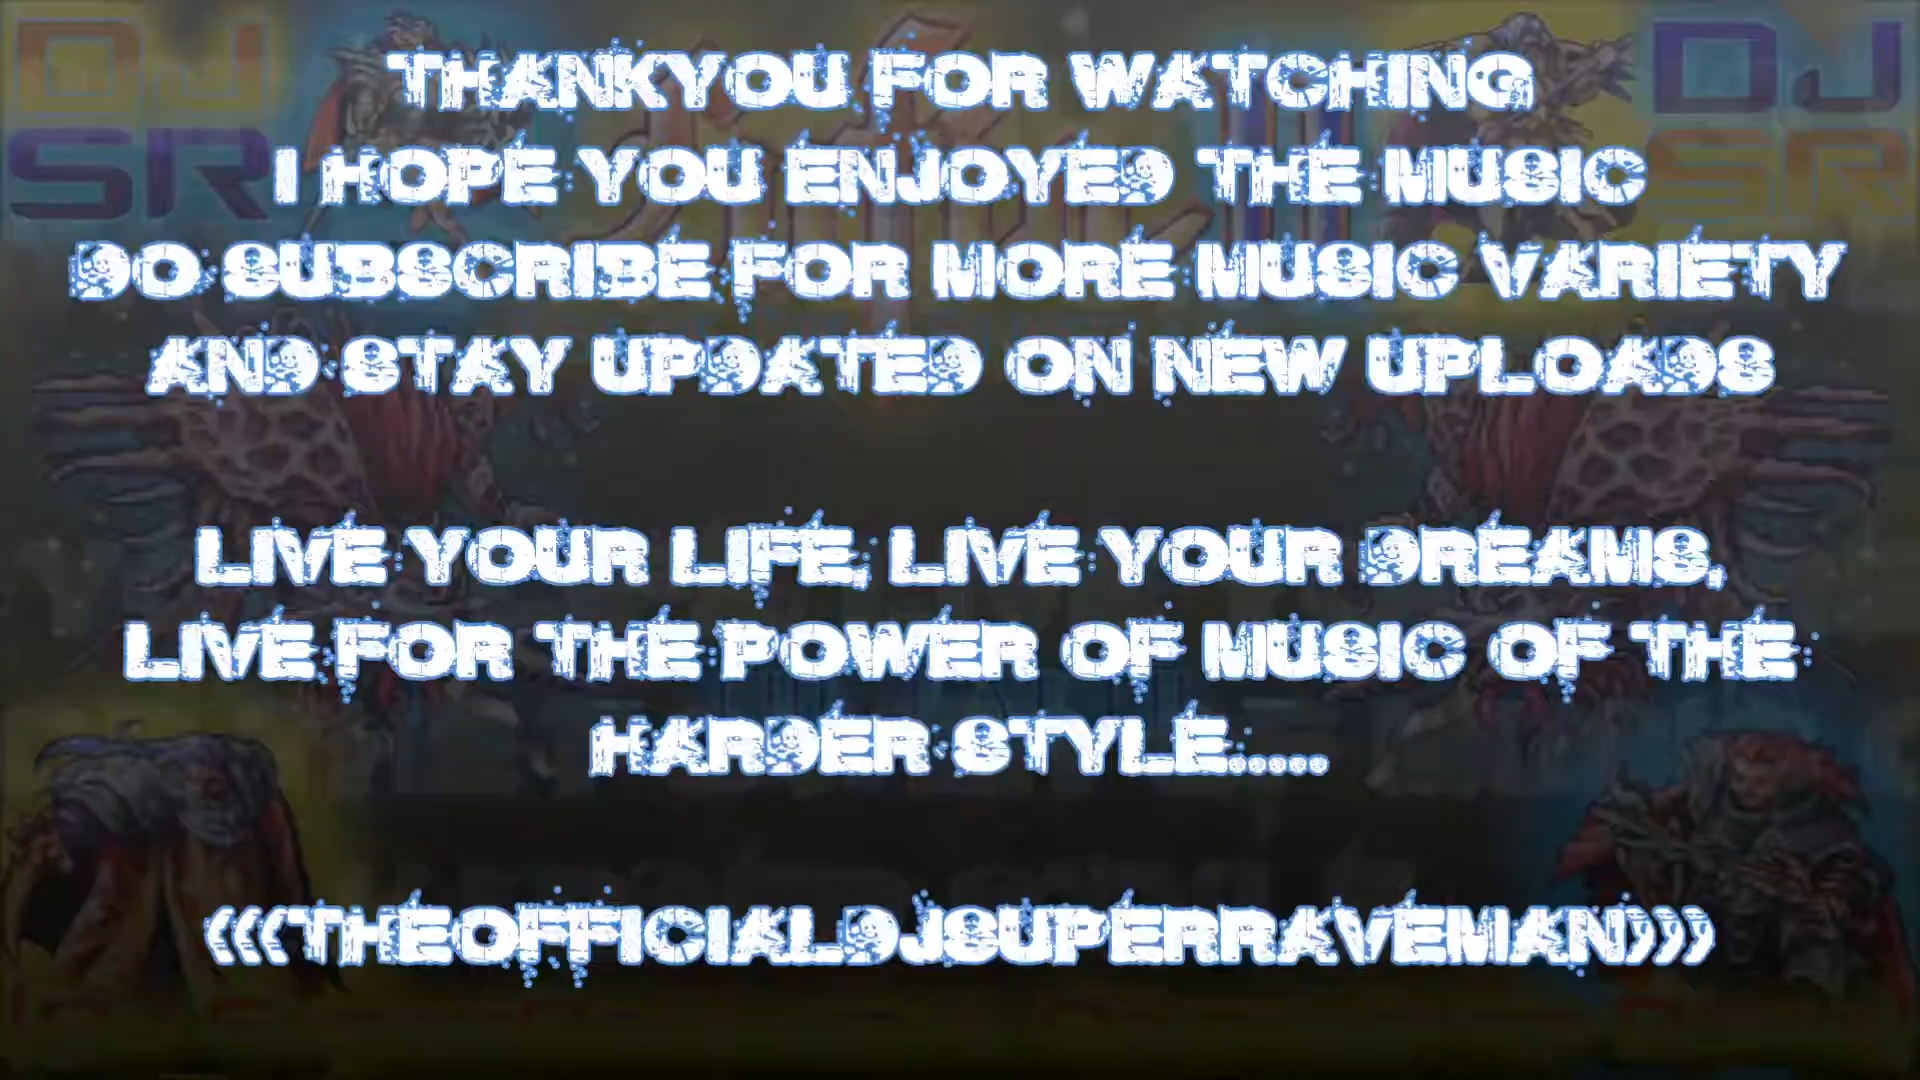 DJ
SR
DJ
SR
THANKYOU FOR WATCHING
I HOPE YOU ENJOYED THE MUSIC
DO SUBSCRIBE FOR MORE MUSIC VARIETY
AND STAY UPDATED ON NEW UPLOADS
LIVE YOUR LIFE, LIVE YOUR DREAMS,
LIVE FOR THE POWER OF MUSIC OF THE
HARDER STYLE.....
<<<THEOFFICIALDJSUPERRAVEMAN>>>